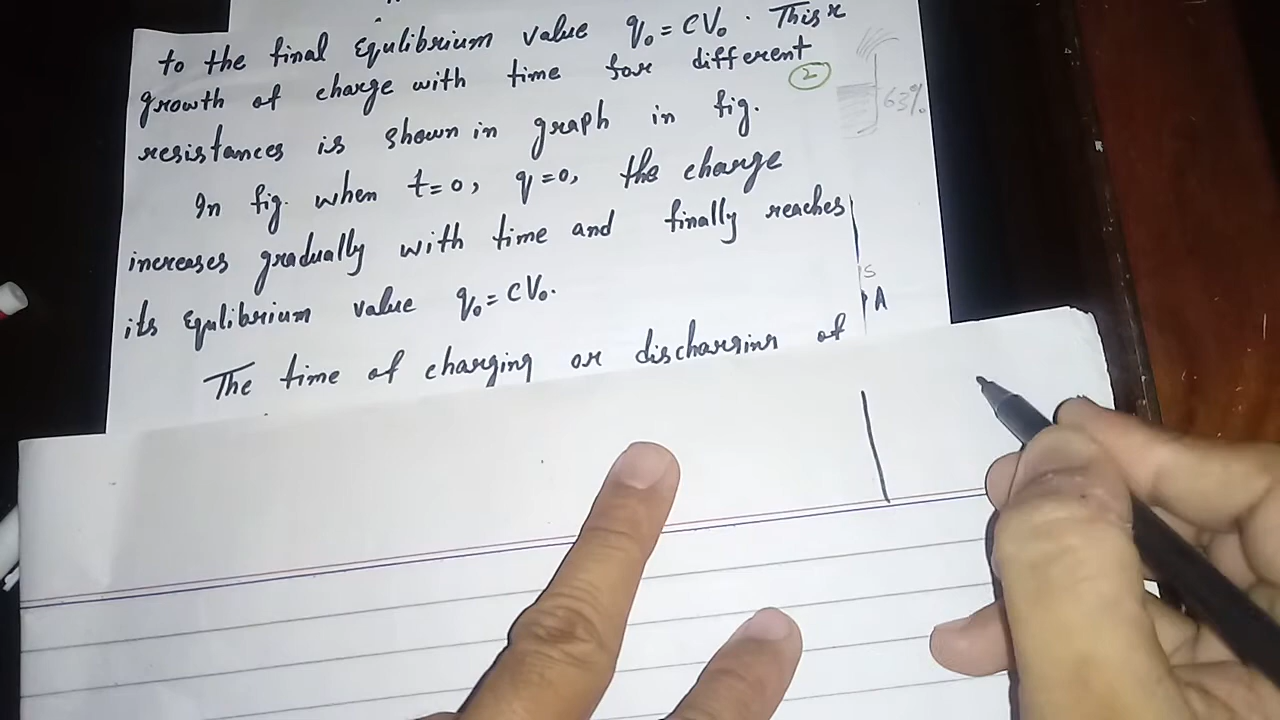 to the final Equlibrium value q₀ = CV₀. This
growth of charge with time for different
②
resistances is shown in graph in fig.
63%
In fig. when t=0, q=0, the charge
increases gradually with time and finally reaches
its Equlibrium value q₀ = CV₀.
S
A
The time of charging or discharging of